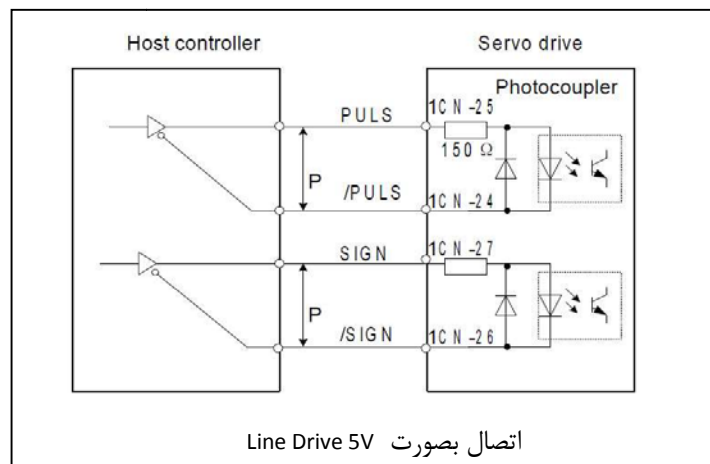 Host controller
Servo drive
Photocoupler
PULS
1CN-25
150 Ω
P
/PULS
1CN-24
SIGN
1CN-27
P
/SIGN
1CN-26
اتصال بصورت Line Drive 5V